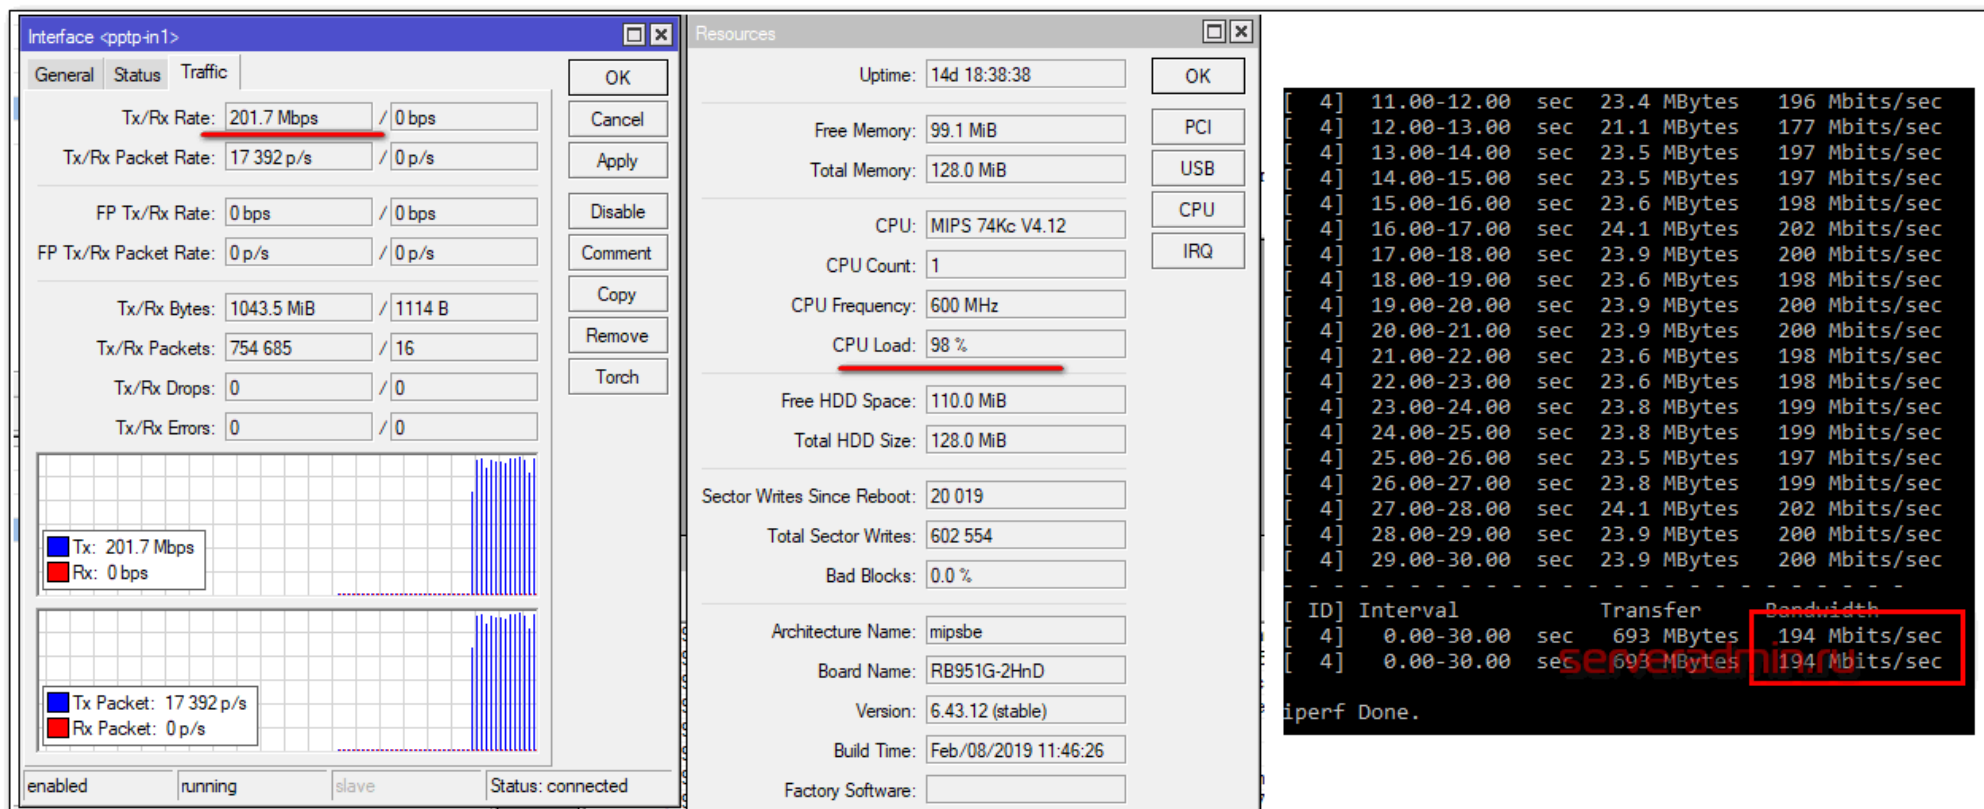 Interface <pptp-in1>
General Status Traffic
Tx/Rx Rate: 201.7 Mbps / 0 bps
Tx/Rx Packet Rate: 17 392 p/s / 0 p/s
FP Tx/Rx Rate: 0 bps / 0 bps
FP Tx/Rx Packet Rate: 0 p/s / 0 p/s
Tx/Rx Bytes: 1043.5 MiB / 1114 B
Tx/Rx Packets: 754 685 / 16
Tx/Rx Drops: 0 / 0
Tx/Rx Errors: 0 / 0
Tx: 201.7 Mbps
Rx: 0 bps
Tx Packet: 17 392 p/s
Rx Packet: 0 p/s
enabled running slave Status: connected
OK
Cancel
Apply
Disable
Comment
Copy
Remove
Torch
Resources
Uptime: 14d 18:38:38
Free Memory: 99.1 MiB
Total Memory: 128.0 MiB
CPU: MIPS 74Kc V4.12
CPU Count: 1
CPU Frequency: 600 MHz
CPU Load: 98 %
Free HDD Space: 110.0 MiB
Total HDD Size: 128.0 MiB
Sector Writes Since Reboot: 20 019
Total Sector Writes: 602 554
Bad Blocks: 0.0 %
Architecture Name: mipsbe
Board Name: RB951G-2HnD
Version: 6.43.12 (stable)
Build Time: Feb/08/2019 11:46:26
Factory Software:
OK
PCI
USB
CPU
IRQ
[ 4] 11.00-12.00 sec 23.4 MBytes 196 Mbits/sec
[ 4] 12.00-13.00 sec 21.1 MBytes 177 Mbits/sec
[ 4] 13.00-14.00 sec 23.5 MBytes 197 Mbits/sec
[ 4] 14.00-15.00 sec 23.5 MBytes 197 Mbits/sec
[ 4] 15.00-16.00 sec 23.6 MBytes 198 Mbits/sec
[ 4] 16.00-17.00 sec 24.1 MBytes 202 Mbits/sec
[ 4] 17.00-18.00 sec 23.9 MBytes 200 Mbits/sec
[ 4] 18.00-19.00 sec 23.6 MBytes 198 Mbits/sec
[ 4] 19.00-20.00 sec 23.9 MBytes 200 Mbits/sec
[ 4] 20.00-21.00 sec 23.9 MBytes 200 Mbits/sec
[ 4] 21.00-22.00 sec 23.6 MBytes 198 Mbits/sec
[ 4] 22.00-23.00 sec 23.6 MBytes 198 Mbits/sec
[ 4] 23.00-24.00 sec 23.8 MBytes 199 Mbits/sec
[ 4] 24.00-25.00 sec 23.8 MBytes 199 Mbits/sec
[ 4] 25.00-26.00 sec 23.5 MBytes 197 Mbits/sec
[ 4] 26.00-27.00 sec 23.8 MBytes 199 Mbits/sec
[ 4] 27.00-28.00 sec 24.1 MBytes 202 Mbits/sec
[ 4] 28.00-29.00 sec 23.9 MBytes 200 Mbits/sec
[ 4] 29.00-30.00 sec 23.9 MBytes 200 Mbits/sec
- - - - - - - - - - - - - - - - - - - - - - - - -
[ ID] Interval Transfer Bandwidth
[ 4] 0.00-30.00 sec 693 MBytes 194 Mbits/sec
[ 4] 0.00-30.00 sec 693 MBytes 194 Mbits/sec
serveradmin.ru
iperf Done.